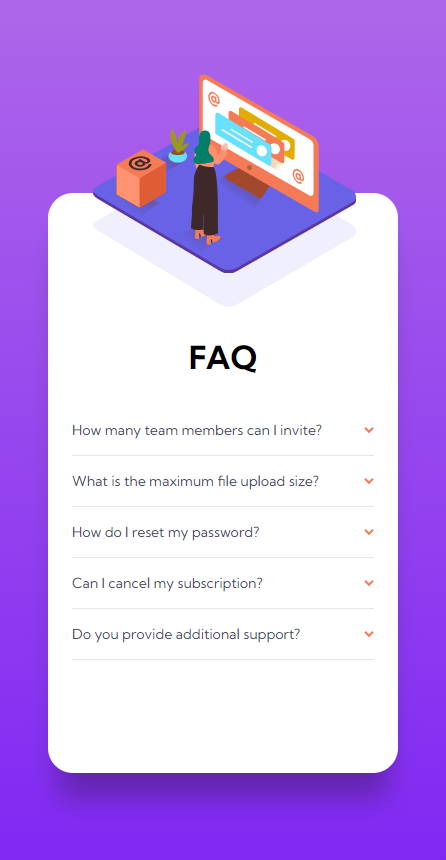 @
@
@
FAQ
How many team members can I invite?
What is the maximum file upload size?
How do I reset my password?
Can I cancel my subscription?
Do you provide additional support?